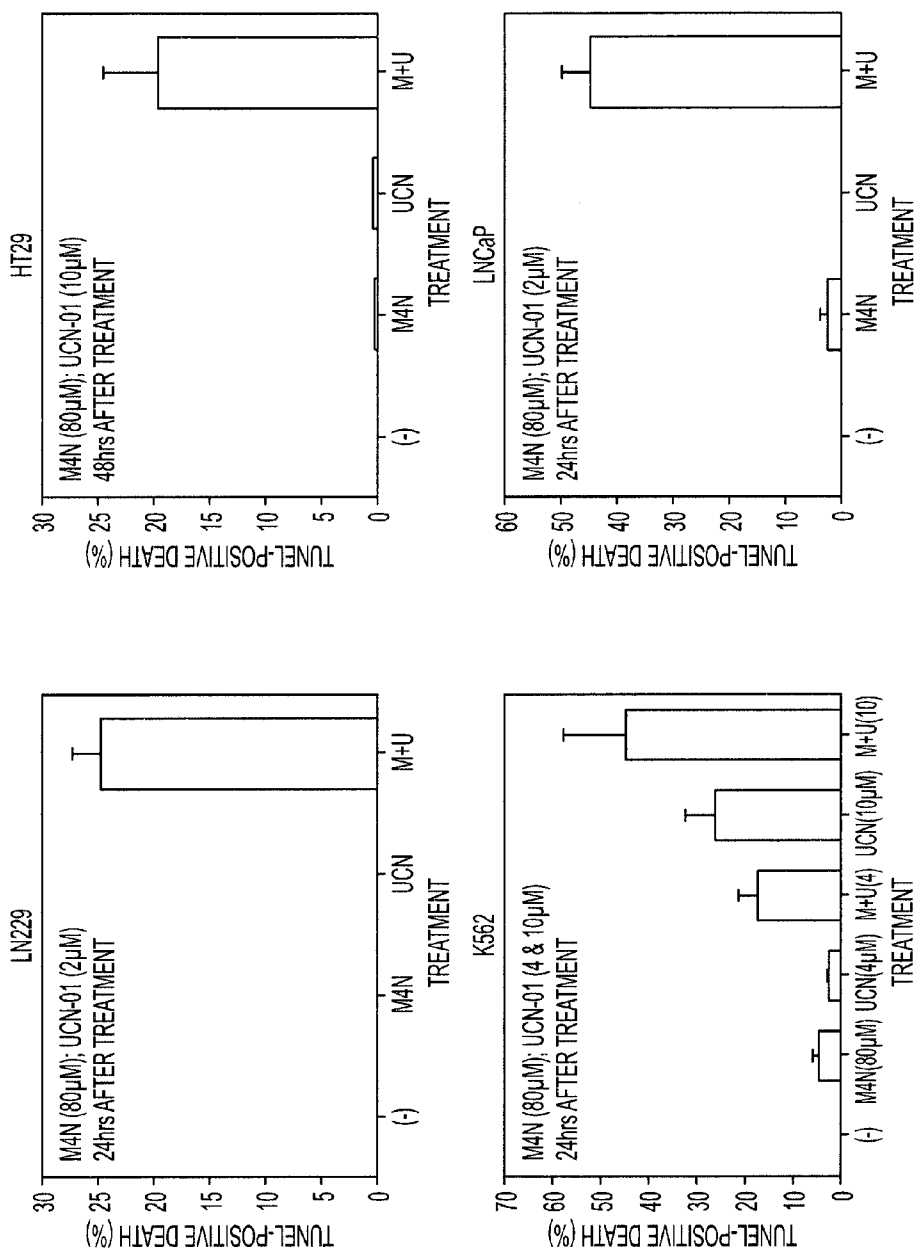 LN229
M4N (80µM); UCN-01 (2µM)
24hrs AFTER TREATMENT
TUNEL-POSITIVE DEATH (%)
30
25
20
15
10
5
0
(-)
M4N
UCN
M+U
TREATMENT
HT29
M4N (80µM); UCN-01 (10µM)
48hrs AFTER TREATMENT
TUNEL-POSITIVE DEATH (%)
30
25
20
15
10
5
0
(-)
M4N
UCN
M+U
TREATMENT
K562
M4N (80µM); UCN-01 (4 & 10µM)
24hrs AFTER TREATMENT
TUNEL-POSITIVE DEATH (%)
70
60
50
40
30
20
10
0
(-)
M4N(80µM)
UCN(4µM)
M+U(4)
UCN(10µM)
M+U(10)
TREATMENT
LNCaP
M4N (80µM); UCN-01 (2µM)
24hrs AFTER TREATMENT
TUNEL-POSITIVE DEATH (%)
60
50
40
30
20
10
0
(-)
M4N
UCN
M+U
TREATMENT